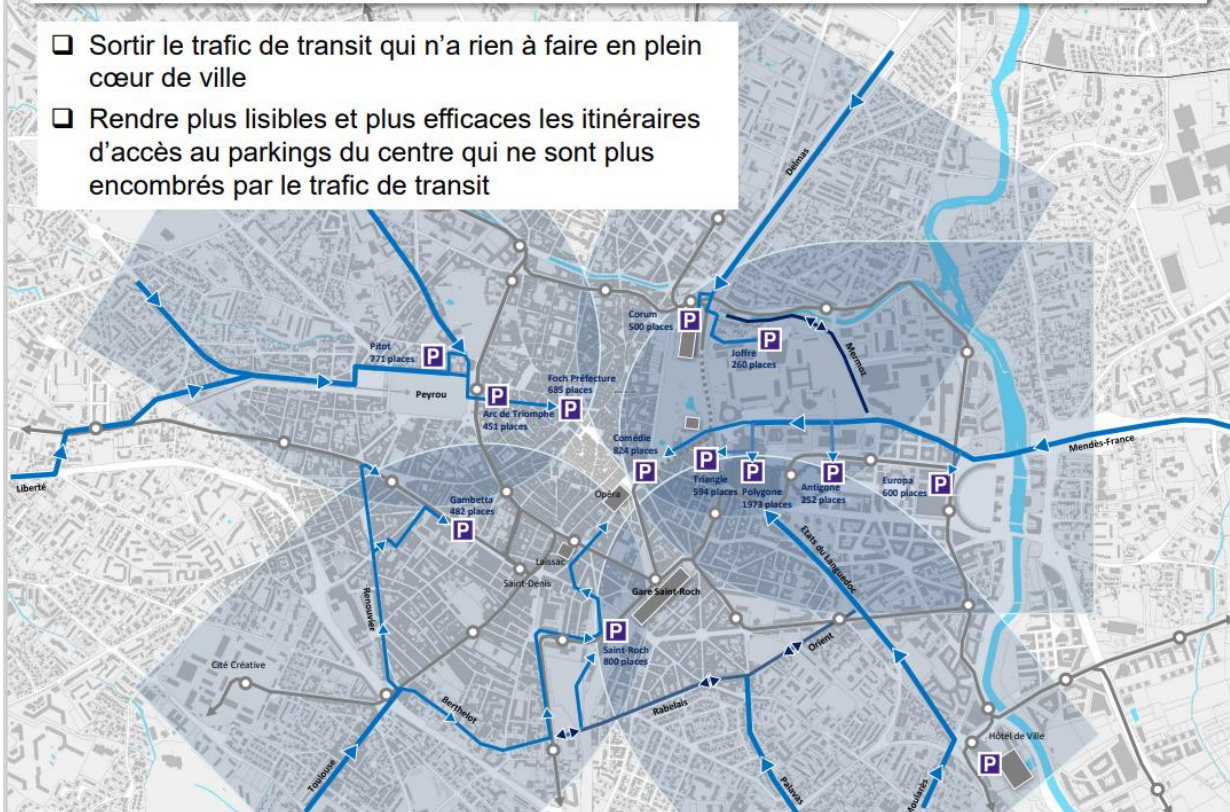 ❑ Sortir le trafic de transit qui n'a rien à faire en plein
cœur de ville
❑ Rendre plus lisibles et plus efficaces les itinéraires
d'accès au parkings du centre qui ne sont plus
encombrés par le trafic de transit
Delmas
Corum
500 places
P
Joffre
260 places
P
Mermoz
Pitot
771 places
P
Peyrou
Arc de Triomphe
451 places
P
Foch Préfecture
685 places
P
Comédie
824 places
P
Triangle
594 places
P
Polygone
1973 places
P
Antigone
252 places
P
Europa
600 places
P
Mendès-France
Liberté
Gambetta
482 places
P
Opéra
Laissac
Saint-Denis
Gare Saint-Roch
Etats du Languedoc
Renouvier
Saint-Roch
800 places
P
Orient
Cité Créative
Berthelot
Rabelais
Toulouse
Palavas
Moularès
Hôtel de Ville
P